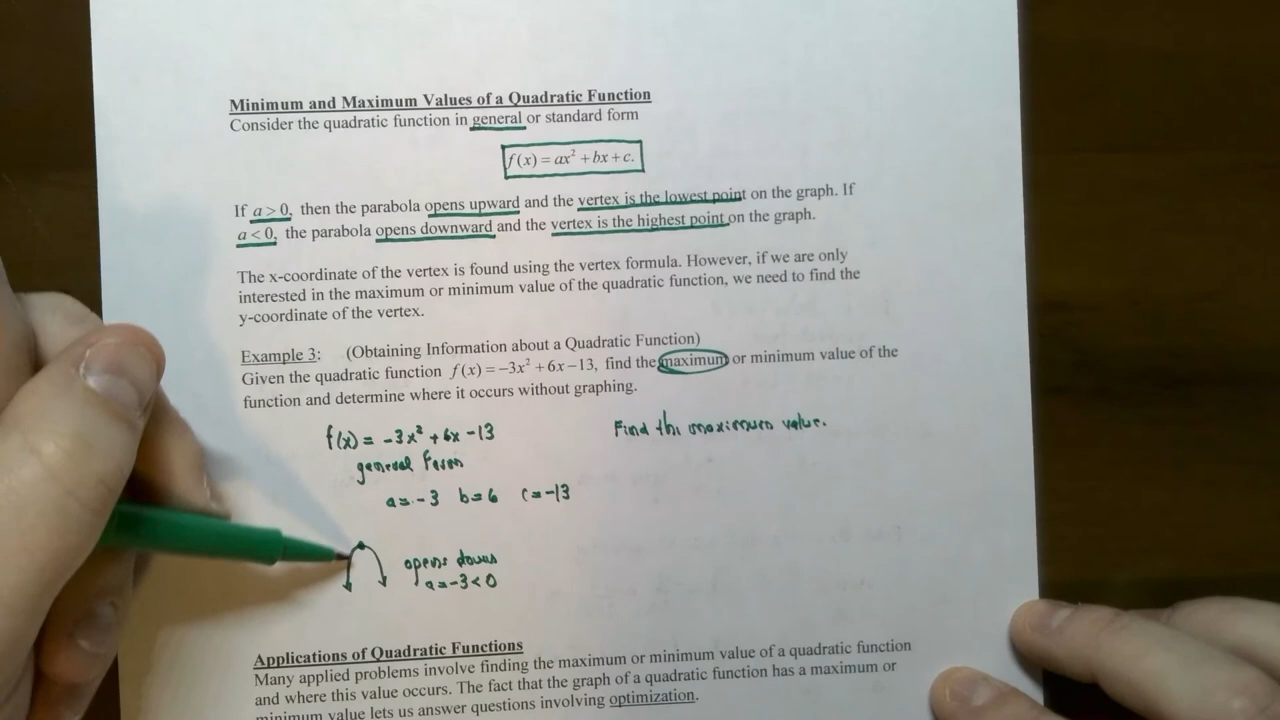 Minimum and Maximum Values of a Quadratic Function
Consider the quadratic function in general or standard form
f(x) = ax² + bx + c.
If a > 0, then the parabola opens upward and the vertex is the lowest point on the graph. If
a < 0, the parabola opens downward and the vertex is the highest point on the graph.
The x-coordinate of the vertex is found using the vertex formula. However, if we are only
interested in the maximum or minimum value of the quadratic function, we need to find the
y-coordinate of the vertex.
Example 3: (Obtaining Information about a Quadratic Function)
Given the quadratic function f(x) = −3x² + 6x − 13, find the maximum or minimum value of the
function and determine where it occurs without graphing.
f(x) = -3x² + 6x - 13
Find the maximum value.
general form
a = -3 b = 6 c = -13
opens down
a = -3 < 0
Applications of Quadratic Functions
Many applied problems involve finding the maximum or minimum value of a quadratic function
and where this value occurs. The fact that the graph of a quadratic function has a maximum or
minimum value lets us answer questions involving optimization.